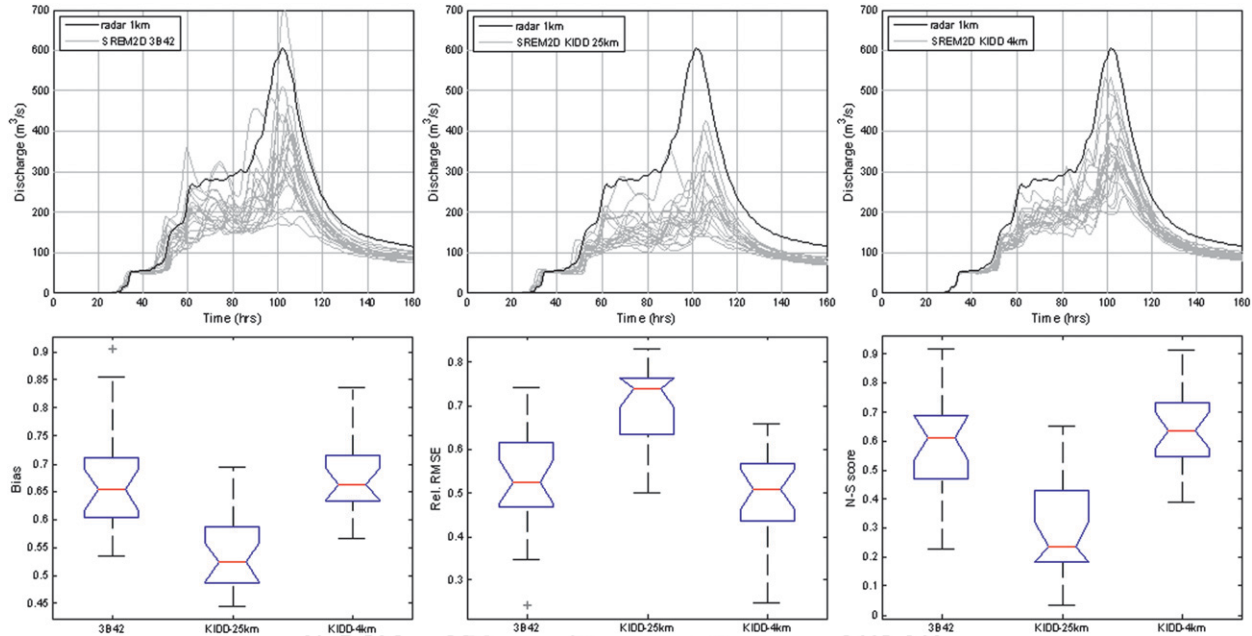 700
600
500
400
300
200
100
0
Discharge (m³/s)
radar 1km
SREM2D 3B42
0 20 40 60 80 100 120 140 160
Time (hrs)
700
600
500
400
300
200
100
0
Discharge (m³/s)
radar 1km
SREM2D KIDD 25km
0 20 40 60 80 100 120 140 160
Time (hrs)
700
600
500
400
300
200
100
0
Discharge (m³/s)
radar 1km
SREM2D KIDD 4km
0 20 40 60 80 100 120 140 160
Time (hrs)
0.9
0.85
0.8
0.75
0.7
0.65
0.6
0.55
0.5
0.45
Bias
3B42 KIDD-25km KIDD-4km
0.8
0.7
0.6
0.5
0.4
0.3
Rel. RMSE
3B42 KIDD-25km KIDD-4km
0.9
0.8
0.7
0.6
0.5
0.4
0.3
0.2
0.1
0
N-S score
3B42 KIDD-25km KIDD-4km